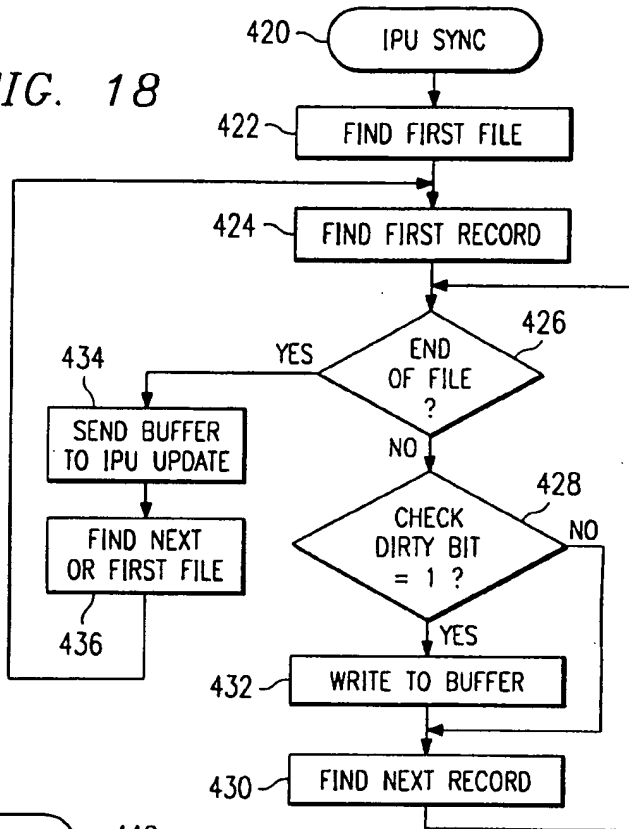 FIG. 18
420
IPU SYNC
422
FIND FIRST FILE
424
FIND FIRST RECORD
426
END
OF FILE
?
YES
434
SEND BUFFER
TO IPU UPDATE
NO
428
CHECK
DIRTY BIT
= 1 ?
NO
FIND NEXT
OR FIRST FILE
436
YES
432
WRITE TO BUFFER
430
FIND NEXT RECORD